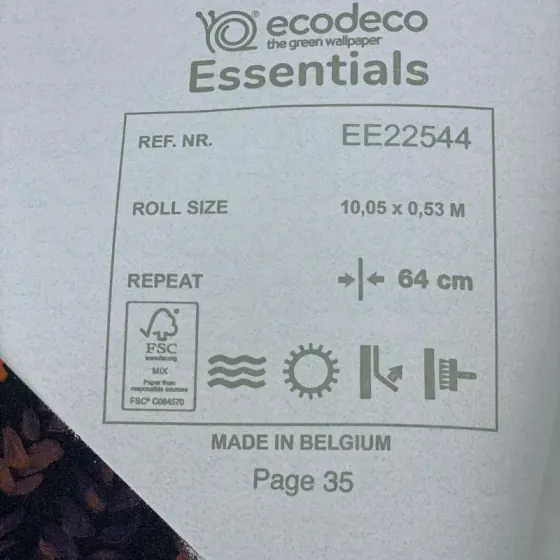 ecodeco®
the green wallpaper
Essentials
REF. NR. EE22544
ROLL SIZE 10,05 x 0,53 M
REPEAT 64 cm
FSC
www.fsc.org
MIX
Paper from
responsible sources
FSC® C084570
MADE IN BELGIUM
Page 35